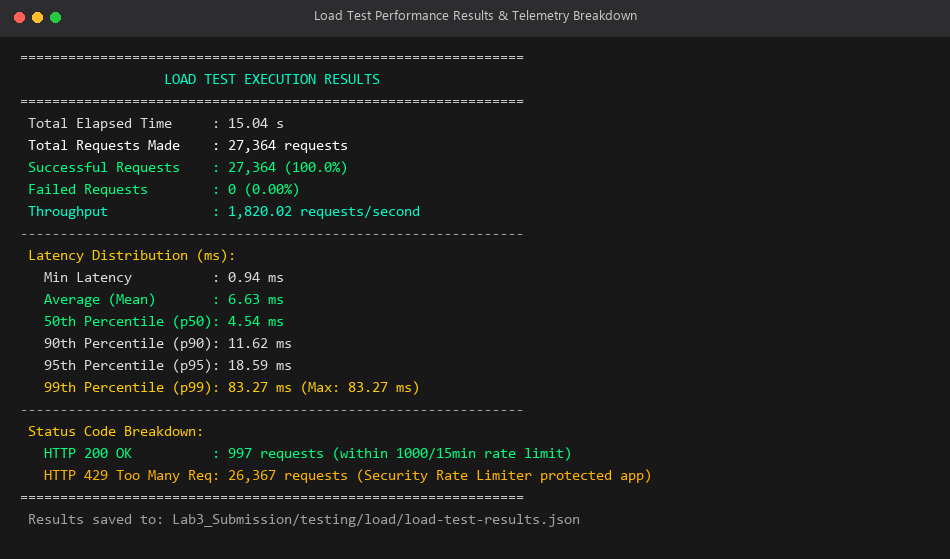 Load Test Performance Results & Telemetry Breakdown
===============================================================
LOAD TEST EXECUTION RESULTS
===============================================================
Total Elapsed Time     : 15.04 s
Total Requests Made    : 27,364 requests
Successful Requests    : 27,364 (100.0%)
Failed Requests        : 0 (0.00%)
Throughput             : 1,820.02 requests/second
---------------------------------------------------------------
Latency Distribution (ms):
Min Latency          : 0.94 ms
Average (Mean)       : 6.63 ms
50th Percentile (p50): 4.54 ms
90th Percentile (p90): 11.62 ms
95th Percentile (p95): 18.59 ms
99th Percentile (p99): 83.27 ms (Max: 83.27 ms)
---------------------------------------------------------------
Status Code Breakdown:
HTTP 200 OK          : 997 requests (within 1000/15min rate limit)
HTTP 429 Too Many Req: 26,367 requests (Security Rate Limiter protected app)
===============================================================
Results saved to: Lab3_Submission/testing/load/load-test-results.json